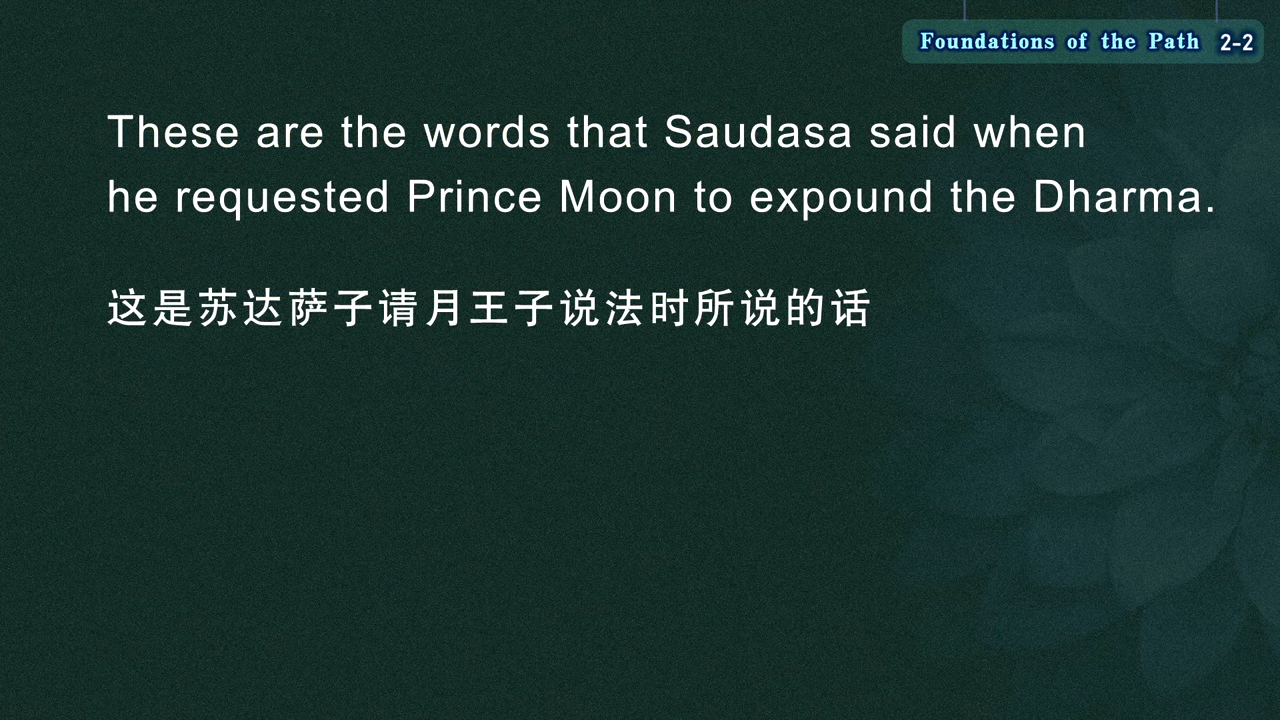 Foundations of the Path 2-2
These are the words that Saudasa said when
he requested Prince Moon to expound the Dharma.
这是苏达萨子请月王子说法时所说的话